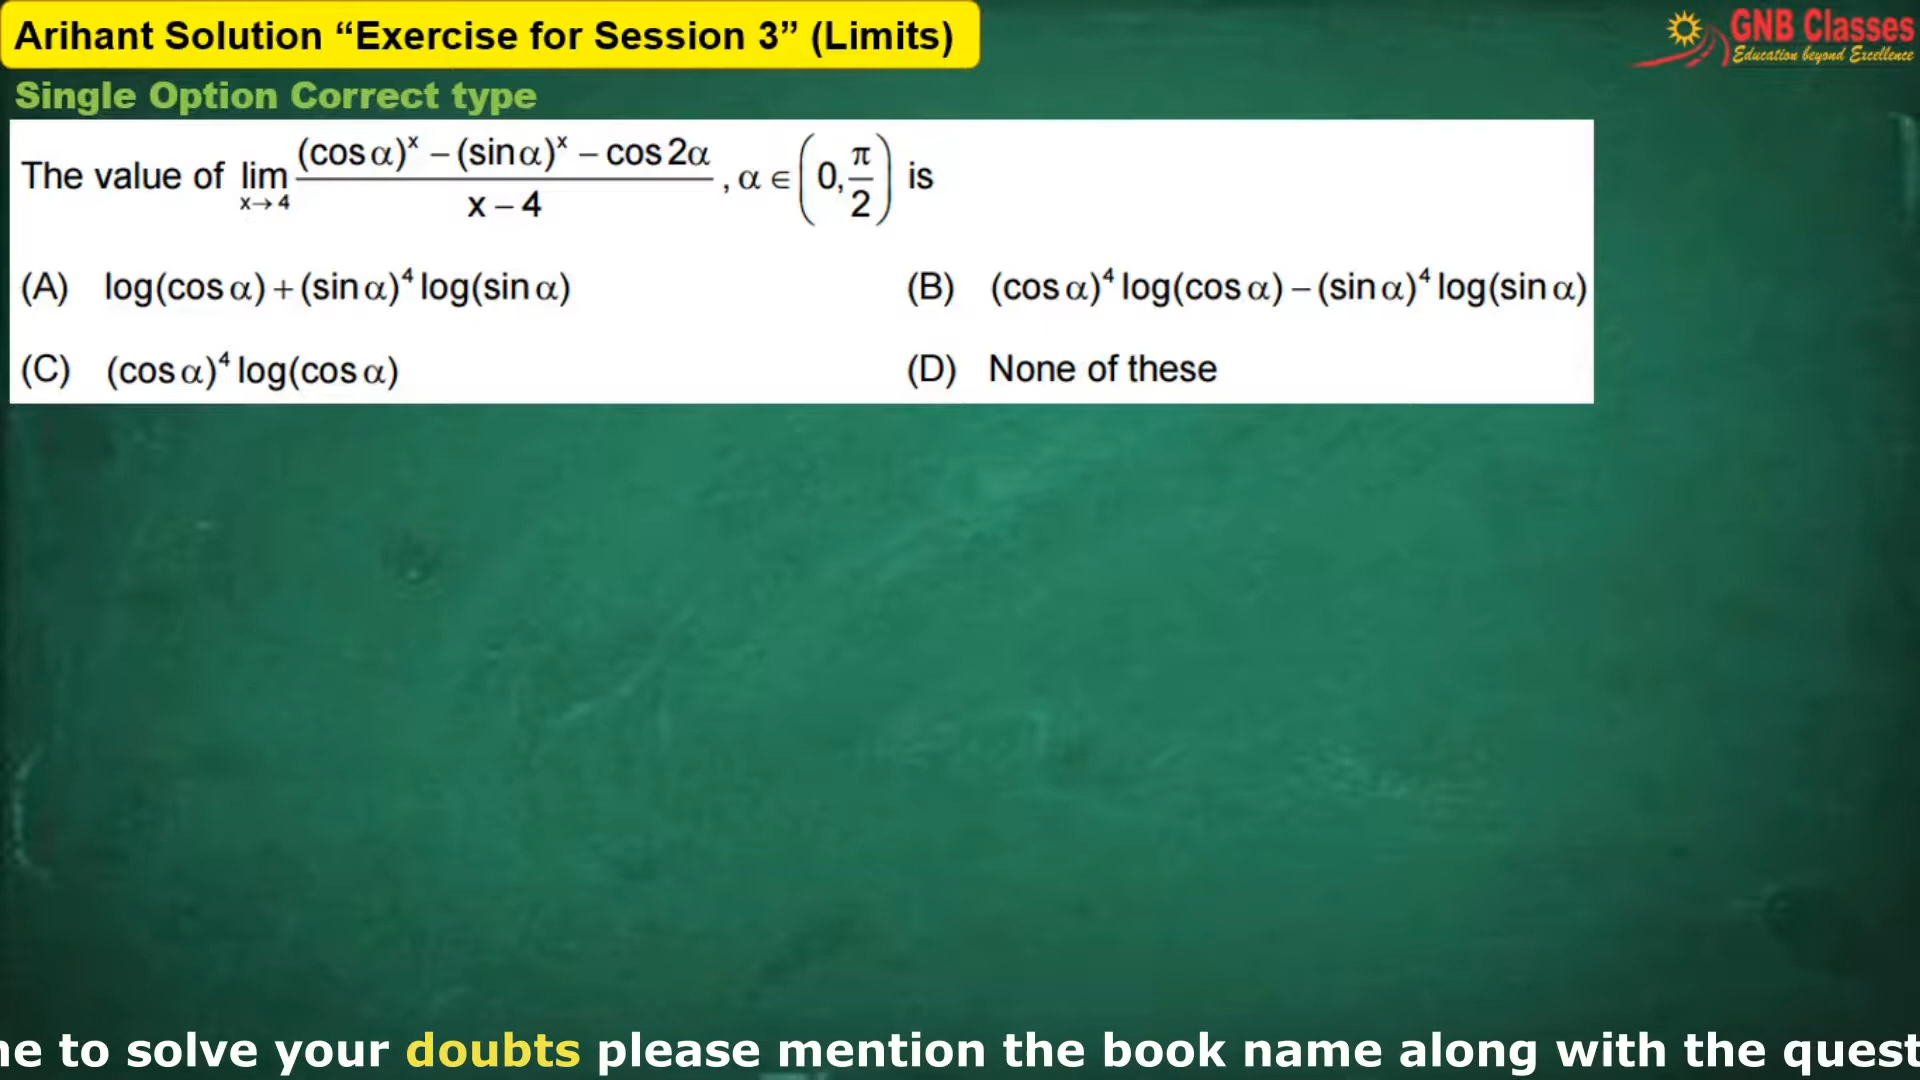 Arihant Solution “Exercise for Session 3” (Limits)
GNB Classes
Education beyond Excellence
Single Option Correct type
The value of lim x→4 ((cos α)^x – (sin α)^x – cos 2α)/(x – 4), α ∈ (0, π/2) is
(A) log(cos α) + (sin α)⁴ log(sin α)
(B) (cos α)⁴ log(cos α) – (sin α)⁴ log(sin α)
(C) (cos α)⁴ log(cos α)
(D) None of these
to solve your doubts please mention the book name along with the quest